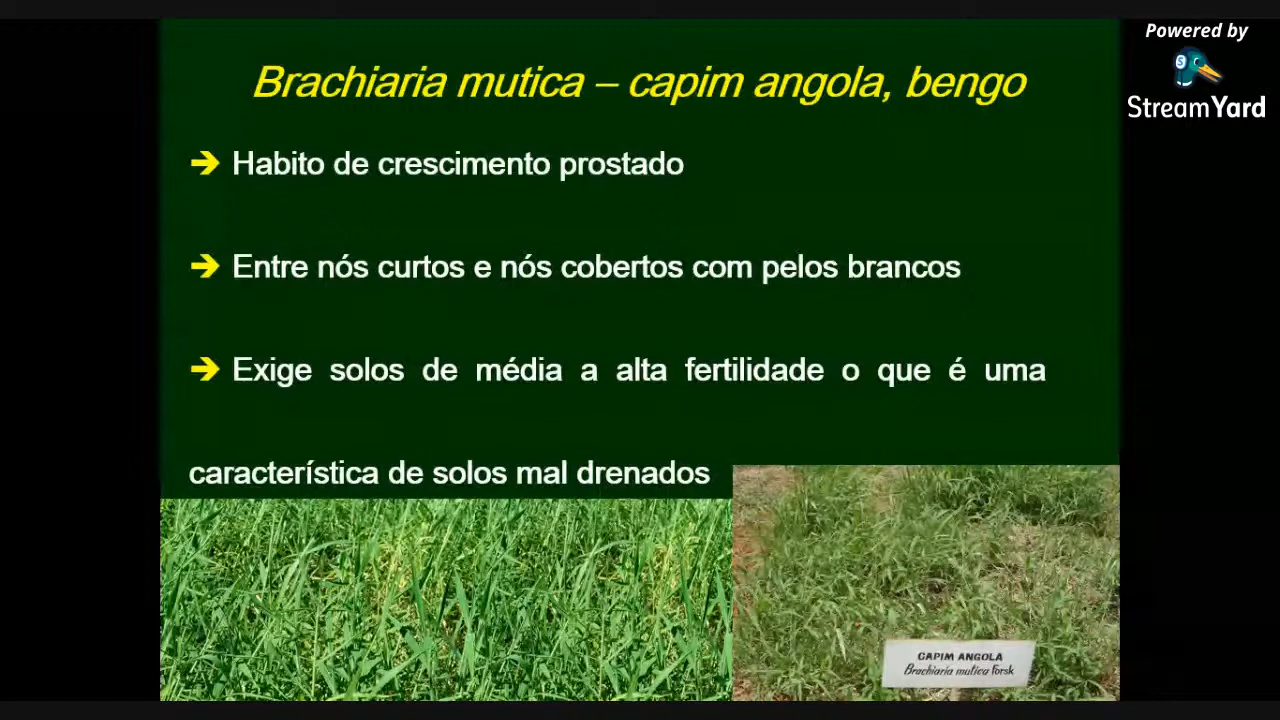 Powered by
StreamYard
Brachiaria mutica – capim angola, bengo
➔ Habito de crescimento prostado
➔ Entre nós curtos e nós cobertos com pelos brancos
➔ Exige solos de média a alta fertilidade o que é uma
característica de solos mal drenados
CAPIM ANGOLA
Brachiaria mutica Forsk